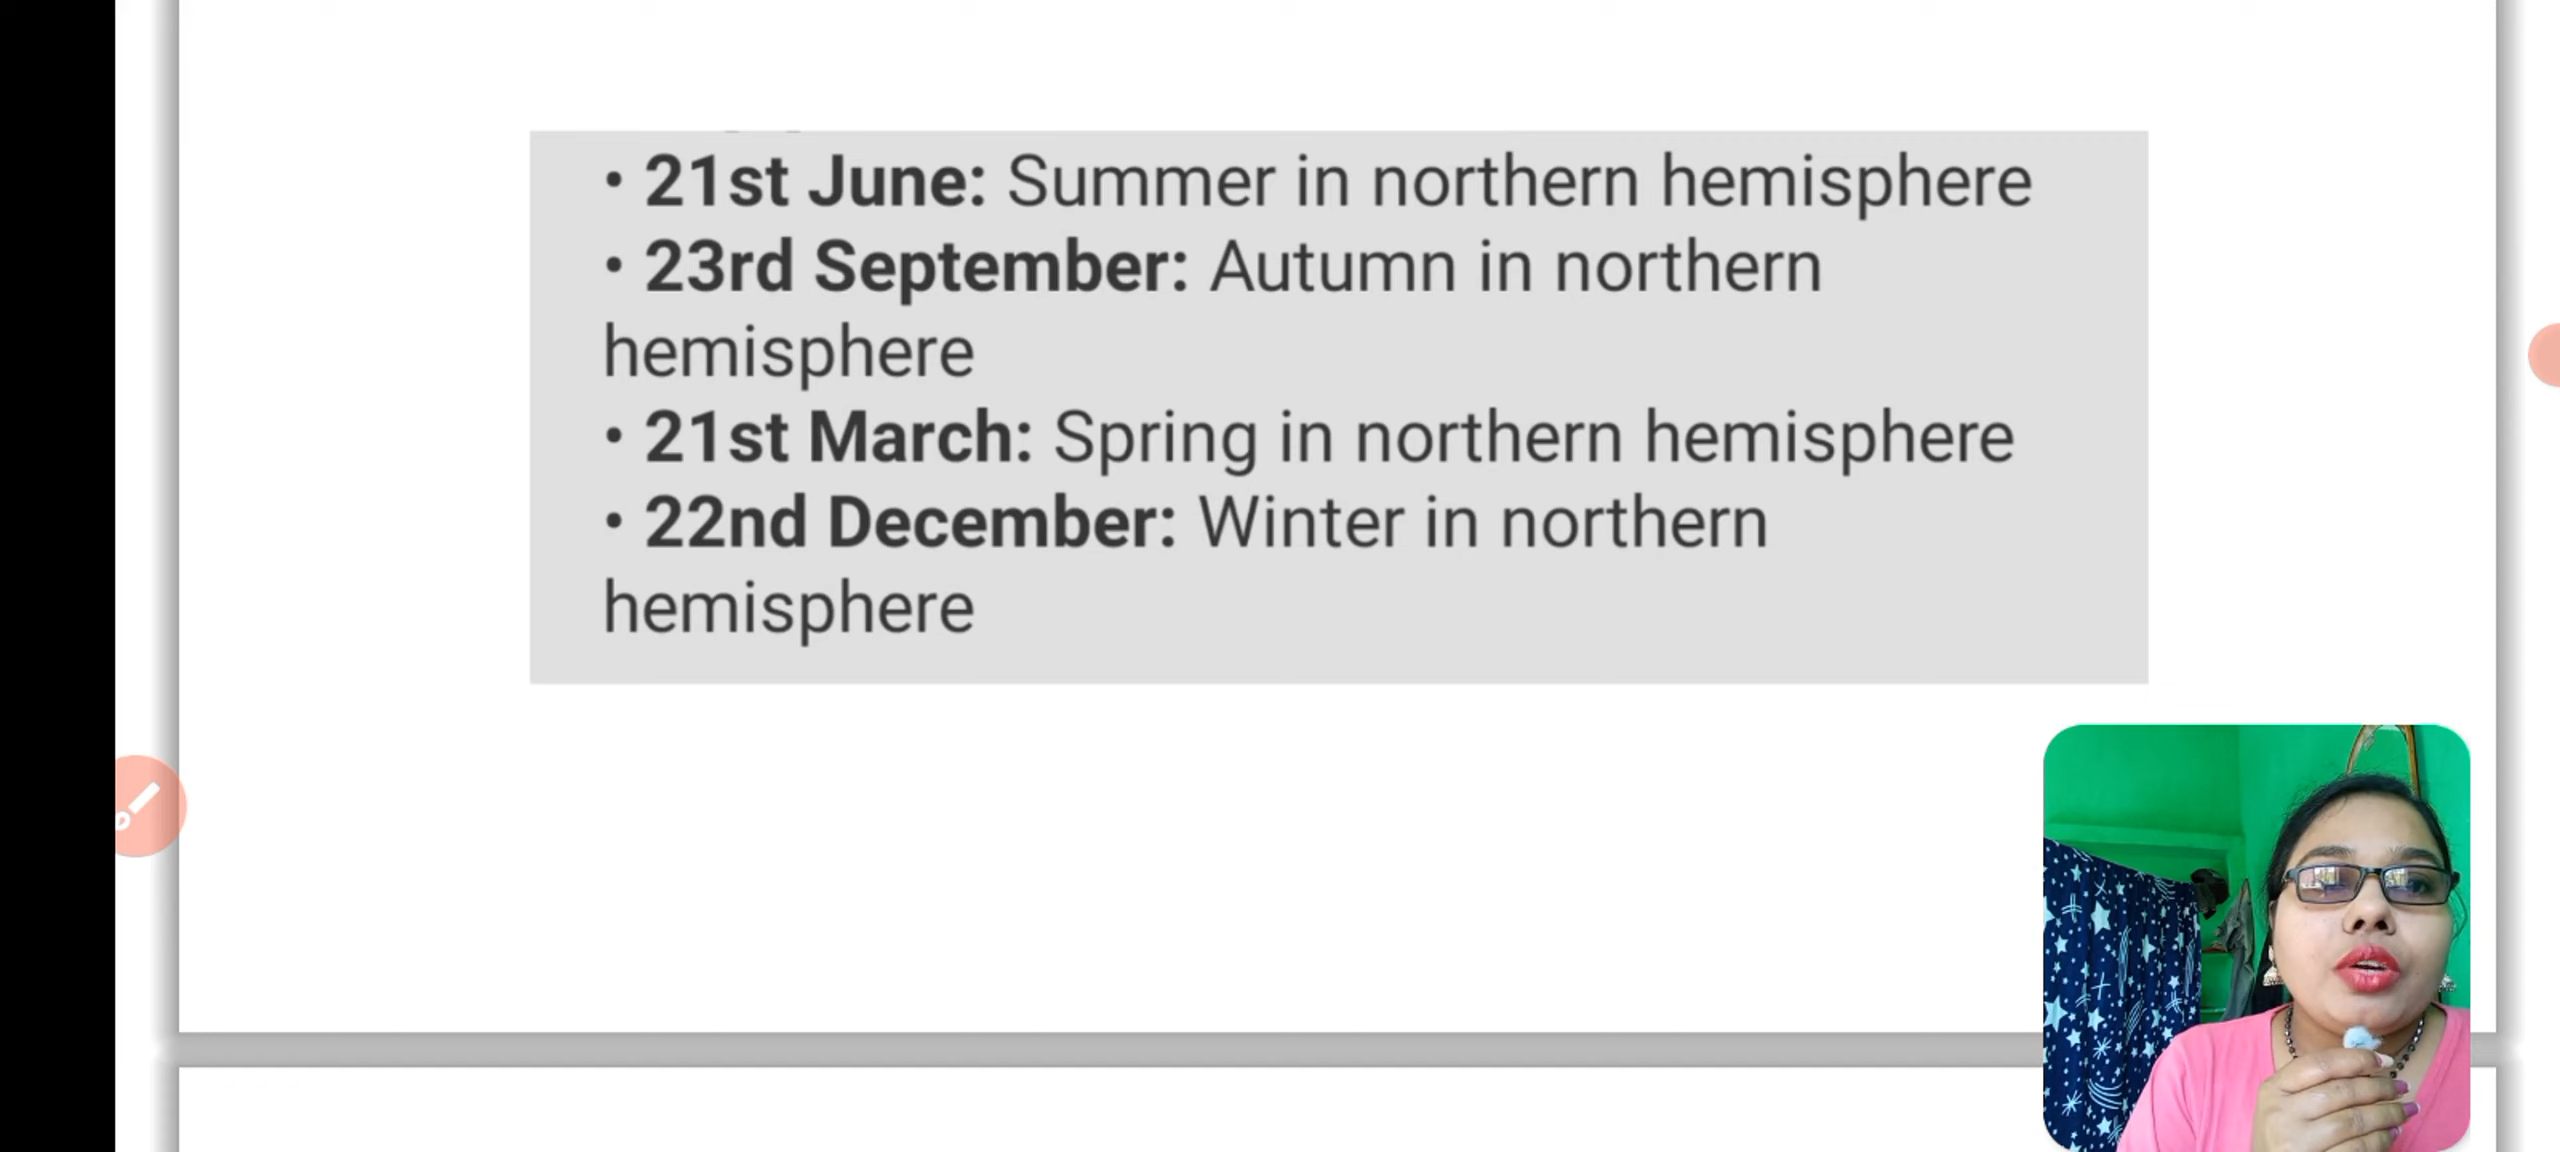 • 21st June: Summer in northern hemisphere
• 23rd September: Autumn in northern
hemisphere
• 21st March: Spring in northern hemisphere
• 22nd December: Winter in northern
hemisphere